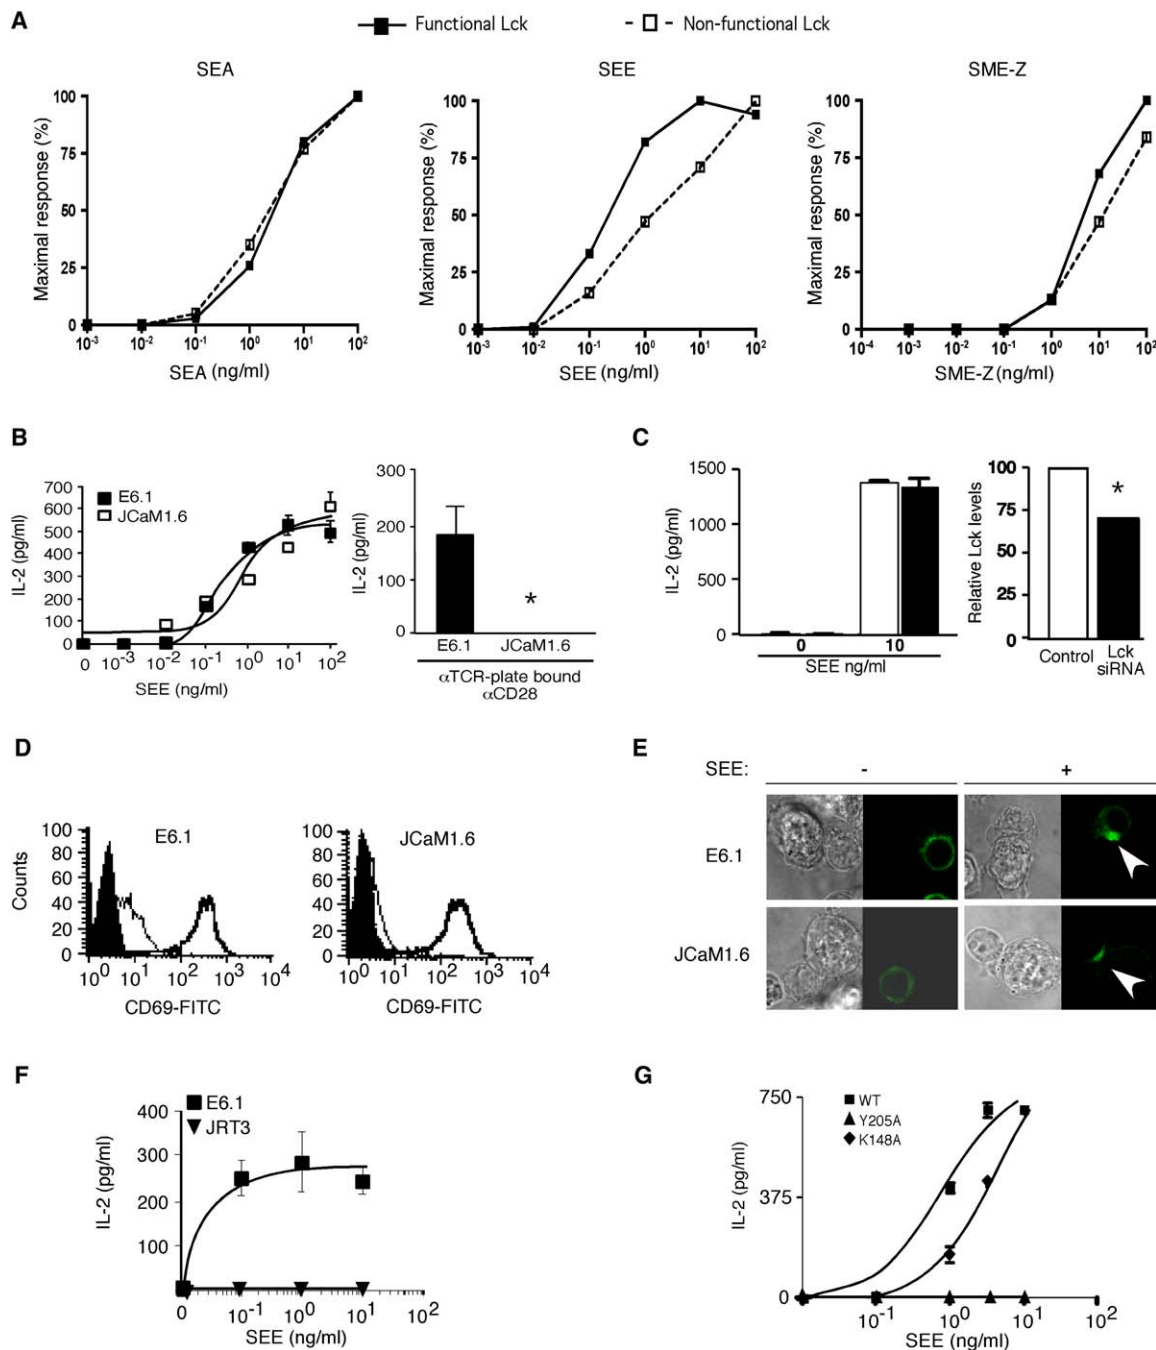 A
Functional Lck
Non-functional Lck
SEA
SEE
SME-Z
Maximal response (%)
100
75
50
25
0
10-3 10-2 10-1 100 101 102
SEA (ng/ml)
Maximal response (%)
100
75
50
25
0
10-3 10-2 10-1 100 101 102
SEE (ng/ml)
Maximal response (%)
100
75
50
25
0
10-4 10-3 10-2 10-1 100 101 102
SME-Z (ng/ml)
B
IL-2 (pg/ml)
700
600
500
400
300
200
100
0
E6.1
JCaM1.6
0 10-3 10-2 10-1 100 101 102
SEE (ng/ml)
IL-2 (pg/ml)
300
200
100
0
*
E6.1 JCaM1.6
αTCR-plate bound
αCD28
C
IL-2 (pg/ml)
1500
1000
500
0
0 10
SEE ng/ml
Relative Lck levels
100
75
50
25
0
*
Control Lck
siRNA
D
Counts
100
80
60
40
20
0
E6.1
100 101 102 103 104
CD69-FITC
100
80
60
40
20
0
JCaM1.6
100 101 102 103 104
CD69-FITC
E
SEE: - +
E6.1
JCaM1.6
F
IL-2 (pg/ml)
400
300
200
100
E6.1
JRT3
0 10-1 100 101 102
SEE (ng/ml)
G
IL-2 (pg/ml)
750
375
0
WT
Y205A
K148A
10-1 100 101 102
SEE (ng/ml)